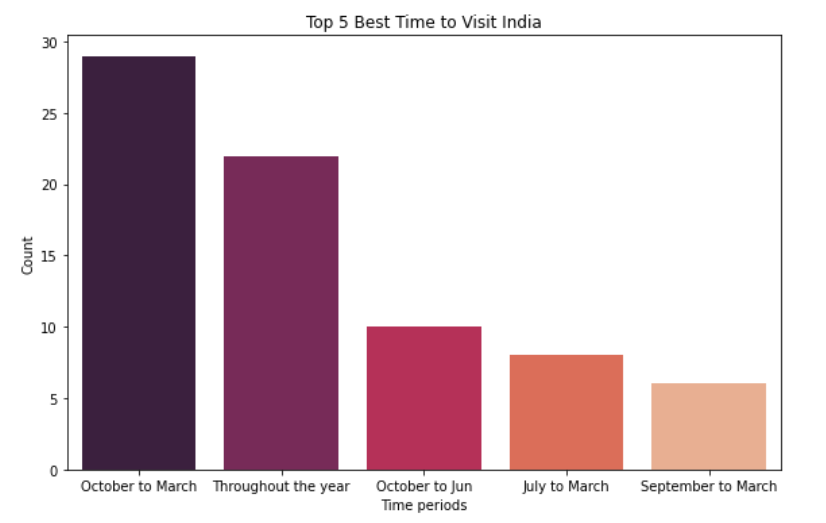 Top 5 Best Time to Visit India
30
25
20
15
10
5
0
Count
October to March Throughout the year October to Jun July to March September to March
Time periods